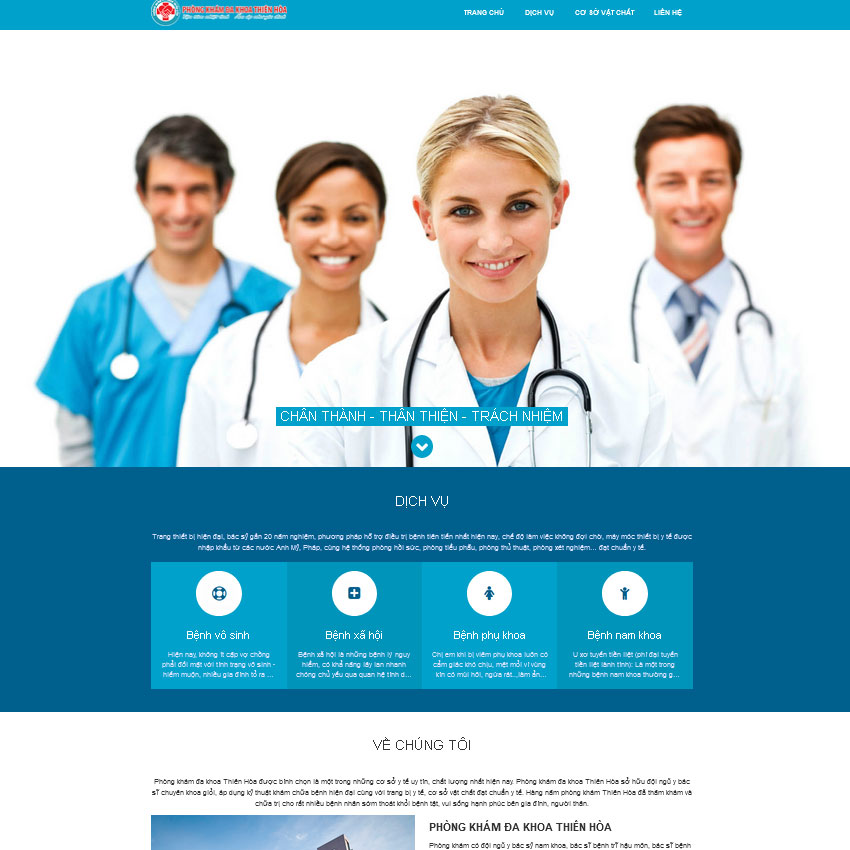 PHÒNG KHÁM ĐA KHOA THIÊN HÒA
TRANG CHỦ DỊCH VỤ CƠ SỞ VẬT CHẤT LIÊN HỆ
CHÂN THÀNH - THÂN THIỆN - TRÁCH NHIỆM
DỊCH VỤ
Trang thiết bị hiện đại, bác sỹ gần 20 năm nghiệm, phương pháp hỗ trợ điều trị bệnh tiên tiến nhất hiện nay, chế độ làm việc không đợi chờ, máy móc thiết bị y tế được
nhập khẩu từ các nước Anh Mỹ, Pháp, cùng hệ thống phòng hồi sức, phòng tiểu phẫu, phòng thủ thuật, phòng xét nghiệm... đạt chuẩn y tế.
Bệnh vô sinh
Hiện nay, không ít cặp vợ chồng
phải đối mặt với tình trạng vô sinh -
hiếm muộn, nhiều gia đình tỏ ra ...
Bệnh xã hội
Bệnh xã hội là những bệnh lý nguy
hiểm, có khả năng lây lan nhanh
chóng chủ yếu qua quan hệ tình d...
Bệnh phụ khoa
Chị em khi bị viêm phụ khoa luôn có
cảm giác khó chịu, mệt mỏi vì vùng
kín có mùi hôi, ngứa rát...,làm ản...
Bệnh nam khoa
U xơ tuyến tiền liệt (phì đại tuyến
tiền liệt lành tính): Là một trong
những bệnh nam khoa thường g...
VỀ CHÚNG TÔI
Phòng khám đa khoa Thiên Hòa được bình chọn là một trong những cơ sở y tế uy tín, chất lượng nhất hiện nay. Phòng khám đa khoa Thiên Hòa sở hữu đội ngũ y bác
sĩ chuyên khoa giỏi, áp dụng kỹ thuật khám chữa bệnh hiện đại cùng với trang bị y tế, cơ sở vật chất đạt chuẩn y tế. Hàng năm phòng khám Thiên Hòa đã thăm khám và
chữa trị cho rất nhiều bệnh nhân sớm thoát khỏi bệnh tật, vui sống hạnh phúc bên gia đình, người thân.
PHÒNG KHÁM ĐA KHOA THIÊN HÒA
Phòng khám có đội ngũ y bác sỹ nam khoa, bác sĩ bệnh trĩ hậu môn, bác sĩ bệnh